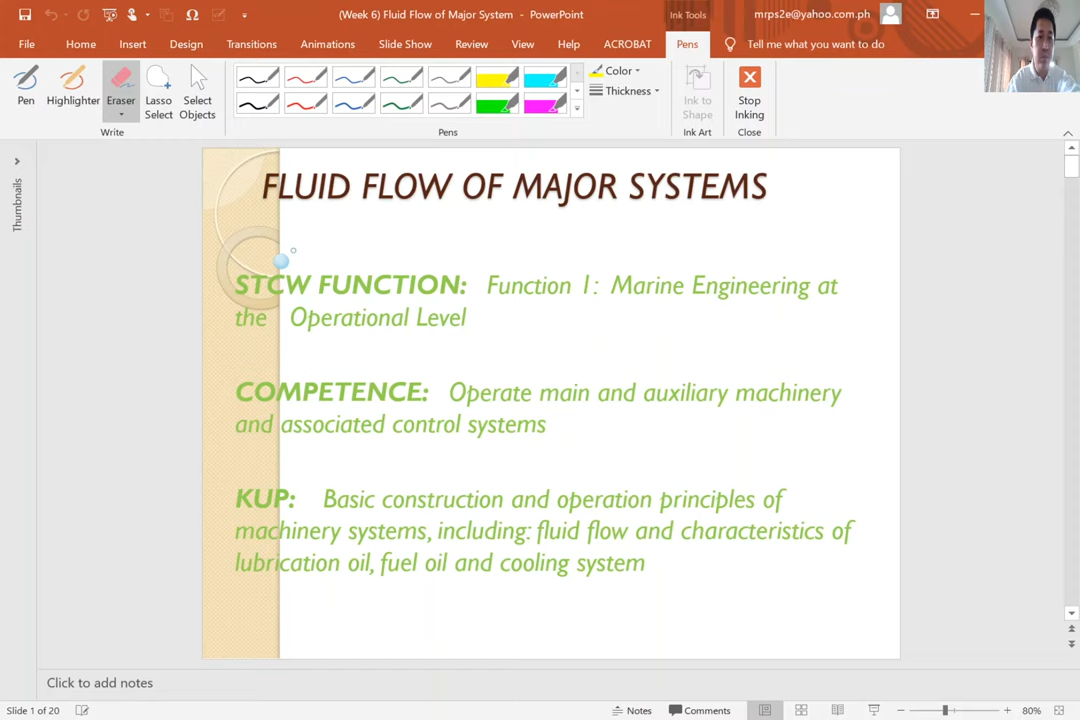 (Week 6) Fluid Flow of Major System - PowerPoint
Ink Tools
mrps2e@yahoo.com.ph
File Home Insert Design Transitions Animations Slide Show Review View Help ACROBAT Pens Tell me what you want to do
Pen Highlighter Eraser Lasso Select Select Objects
Color
Thickness
Ink to Shape
Stop Inking
Write Pens Ink Art Close
Thumbnails
FLUID FLOW OF MAJOR SYSTEMS
STCW FUNCTION: Function 1: Marine Engineering at
the Operational Level
COMPETENCE: Operate main and auxiliary machinery
and associated control systems
KUP: Basic construction and operation principles of
machinery systems, including: fluid flow and characteristics of
lubrication oil, fuel oil and cooling system
Click to add notes
Slide 1 of 20 Notes Comments 80%